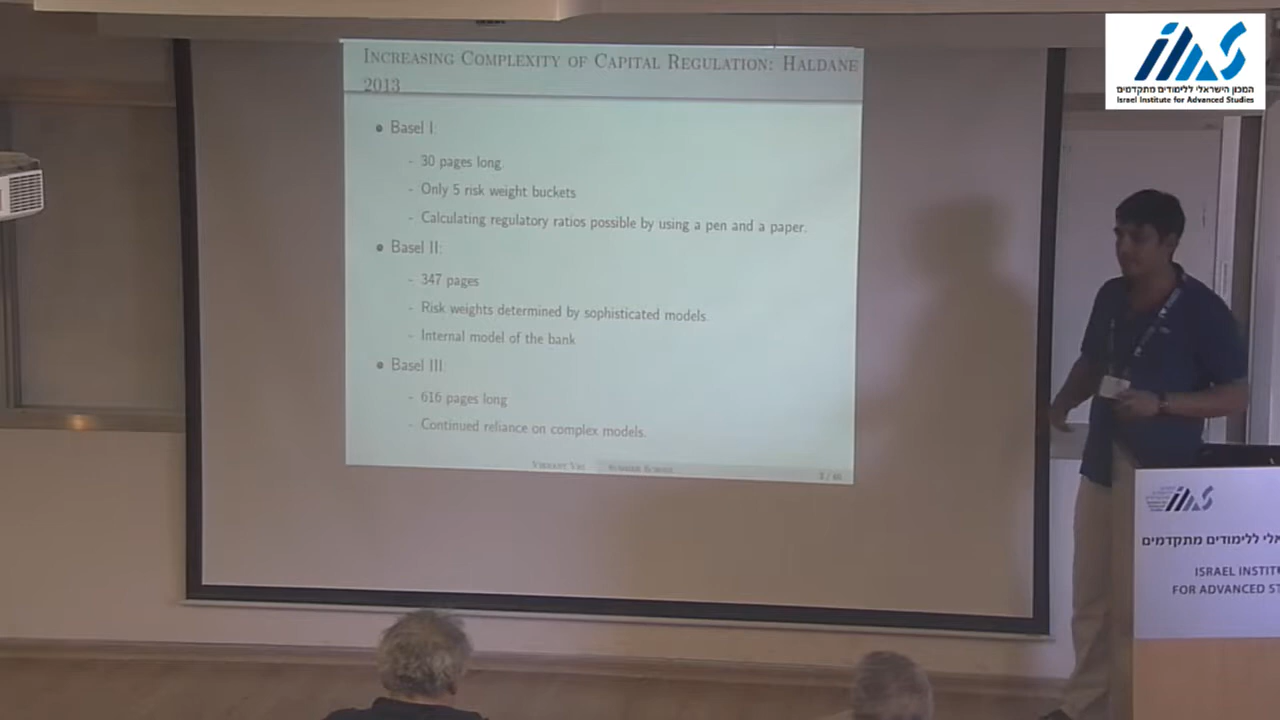 INCREASING COMPLEXITY OF CAPITAL REGULATION: HALDANE
2013
Basel I:
- 30 pages long.
- Only 5 risk weight buckets
- Calculating regulatory ratios possible by using a pen and a paper.
Basel II:
- 347 pages
- Risk weights determined by sophisticated models.
- Internal model of the bank
Basel III:
- 616 pages long
- Continued reliance on complex models.
המכון הישראלי ללימודים מתקדמים
Israel Institute for Advanced Studies
ללימודים מתקדמים
ISRAEL INSTIT
FOR ADVANCED ST